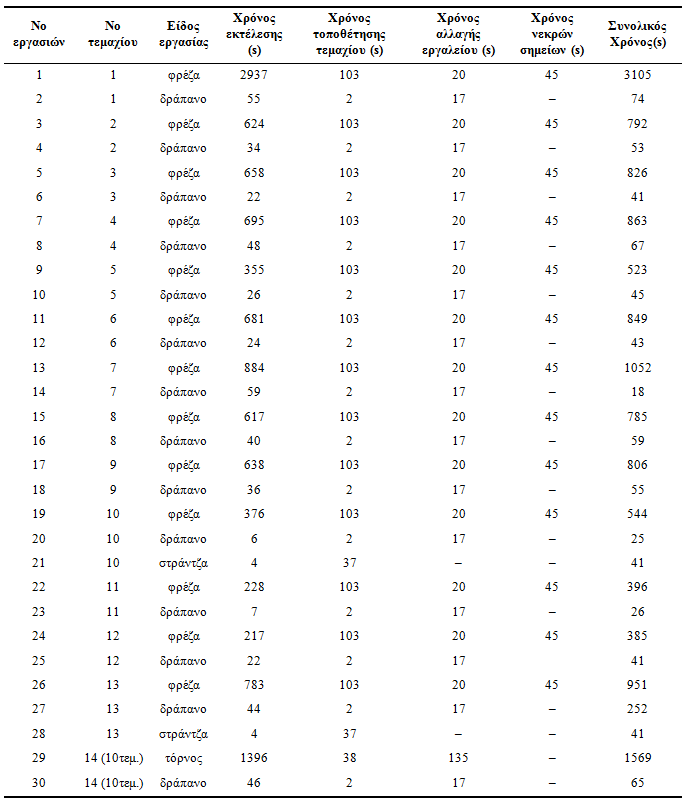 Νο εργασιών Νο τεμαχίου Είδος εργασίας Χρόνος εκτέλεσης (s) Χρόνος τοποθέτησης τεμαχίου (s) Χρόνος αλλαγής εργαλείου (s) Χρόνος νεκρών σημείων (s) Συνολικός Χρόνος(s)
1 1 φρέζα 2937 103 20 45 3105
2 1 δράπανο 55 2 17 – 74
3 2 φρέζα 624 103 20 45 792
4 2 δράπανο 34 2 17 – 53
5 3 φρέζα 658 103 20 45 826
6 3 δράπανο 22 2 17 – 41
7 4 φρέζα 695 103 20 45 863
8 4 δράπανο 48 2 17 – 67
9 5 φρέζα 355 103 20 45 523
10 5 δράπανο 26 2 17 – 45
11 6 φρέζα 681 103 20 45 849
12 6 δράπανο 24 2 17 – 43
13 7 φρέζα 884 103 20 45 1052
14 7 δράπανο 59 2 17 – 18
15 8 φρέζα 617 103 20 45 785
16 8 δράπανο 40 2 17 – 59
17 9 φρέζα 638 103 20 45 806
18 9 δράπανο 36 2 17 – 55
19 10 φρέζα 376 103 20 45 544
20 10 δράπανο 6 2 17 – 25
21 10 στράντζα 4 37 – – 41
22 11 φρέζα 228 103 20 45 396
23 11 δράπανο 7 2 17 – 26
24 12 φρέζα 217 103 20 45 385
25 12 δράπανο 22 2 17 41
26 13 φρέζα 783 103 20 45 951
27 13 δράπανο 44 2 17 – 252
28 13 στράντζα 4 37 – – 41
29 14 (10τεμ.) τόρνος 1396 38 135 – 1569
30 14 (10τεμ.) δράπανο 46 2 17 – 65